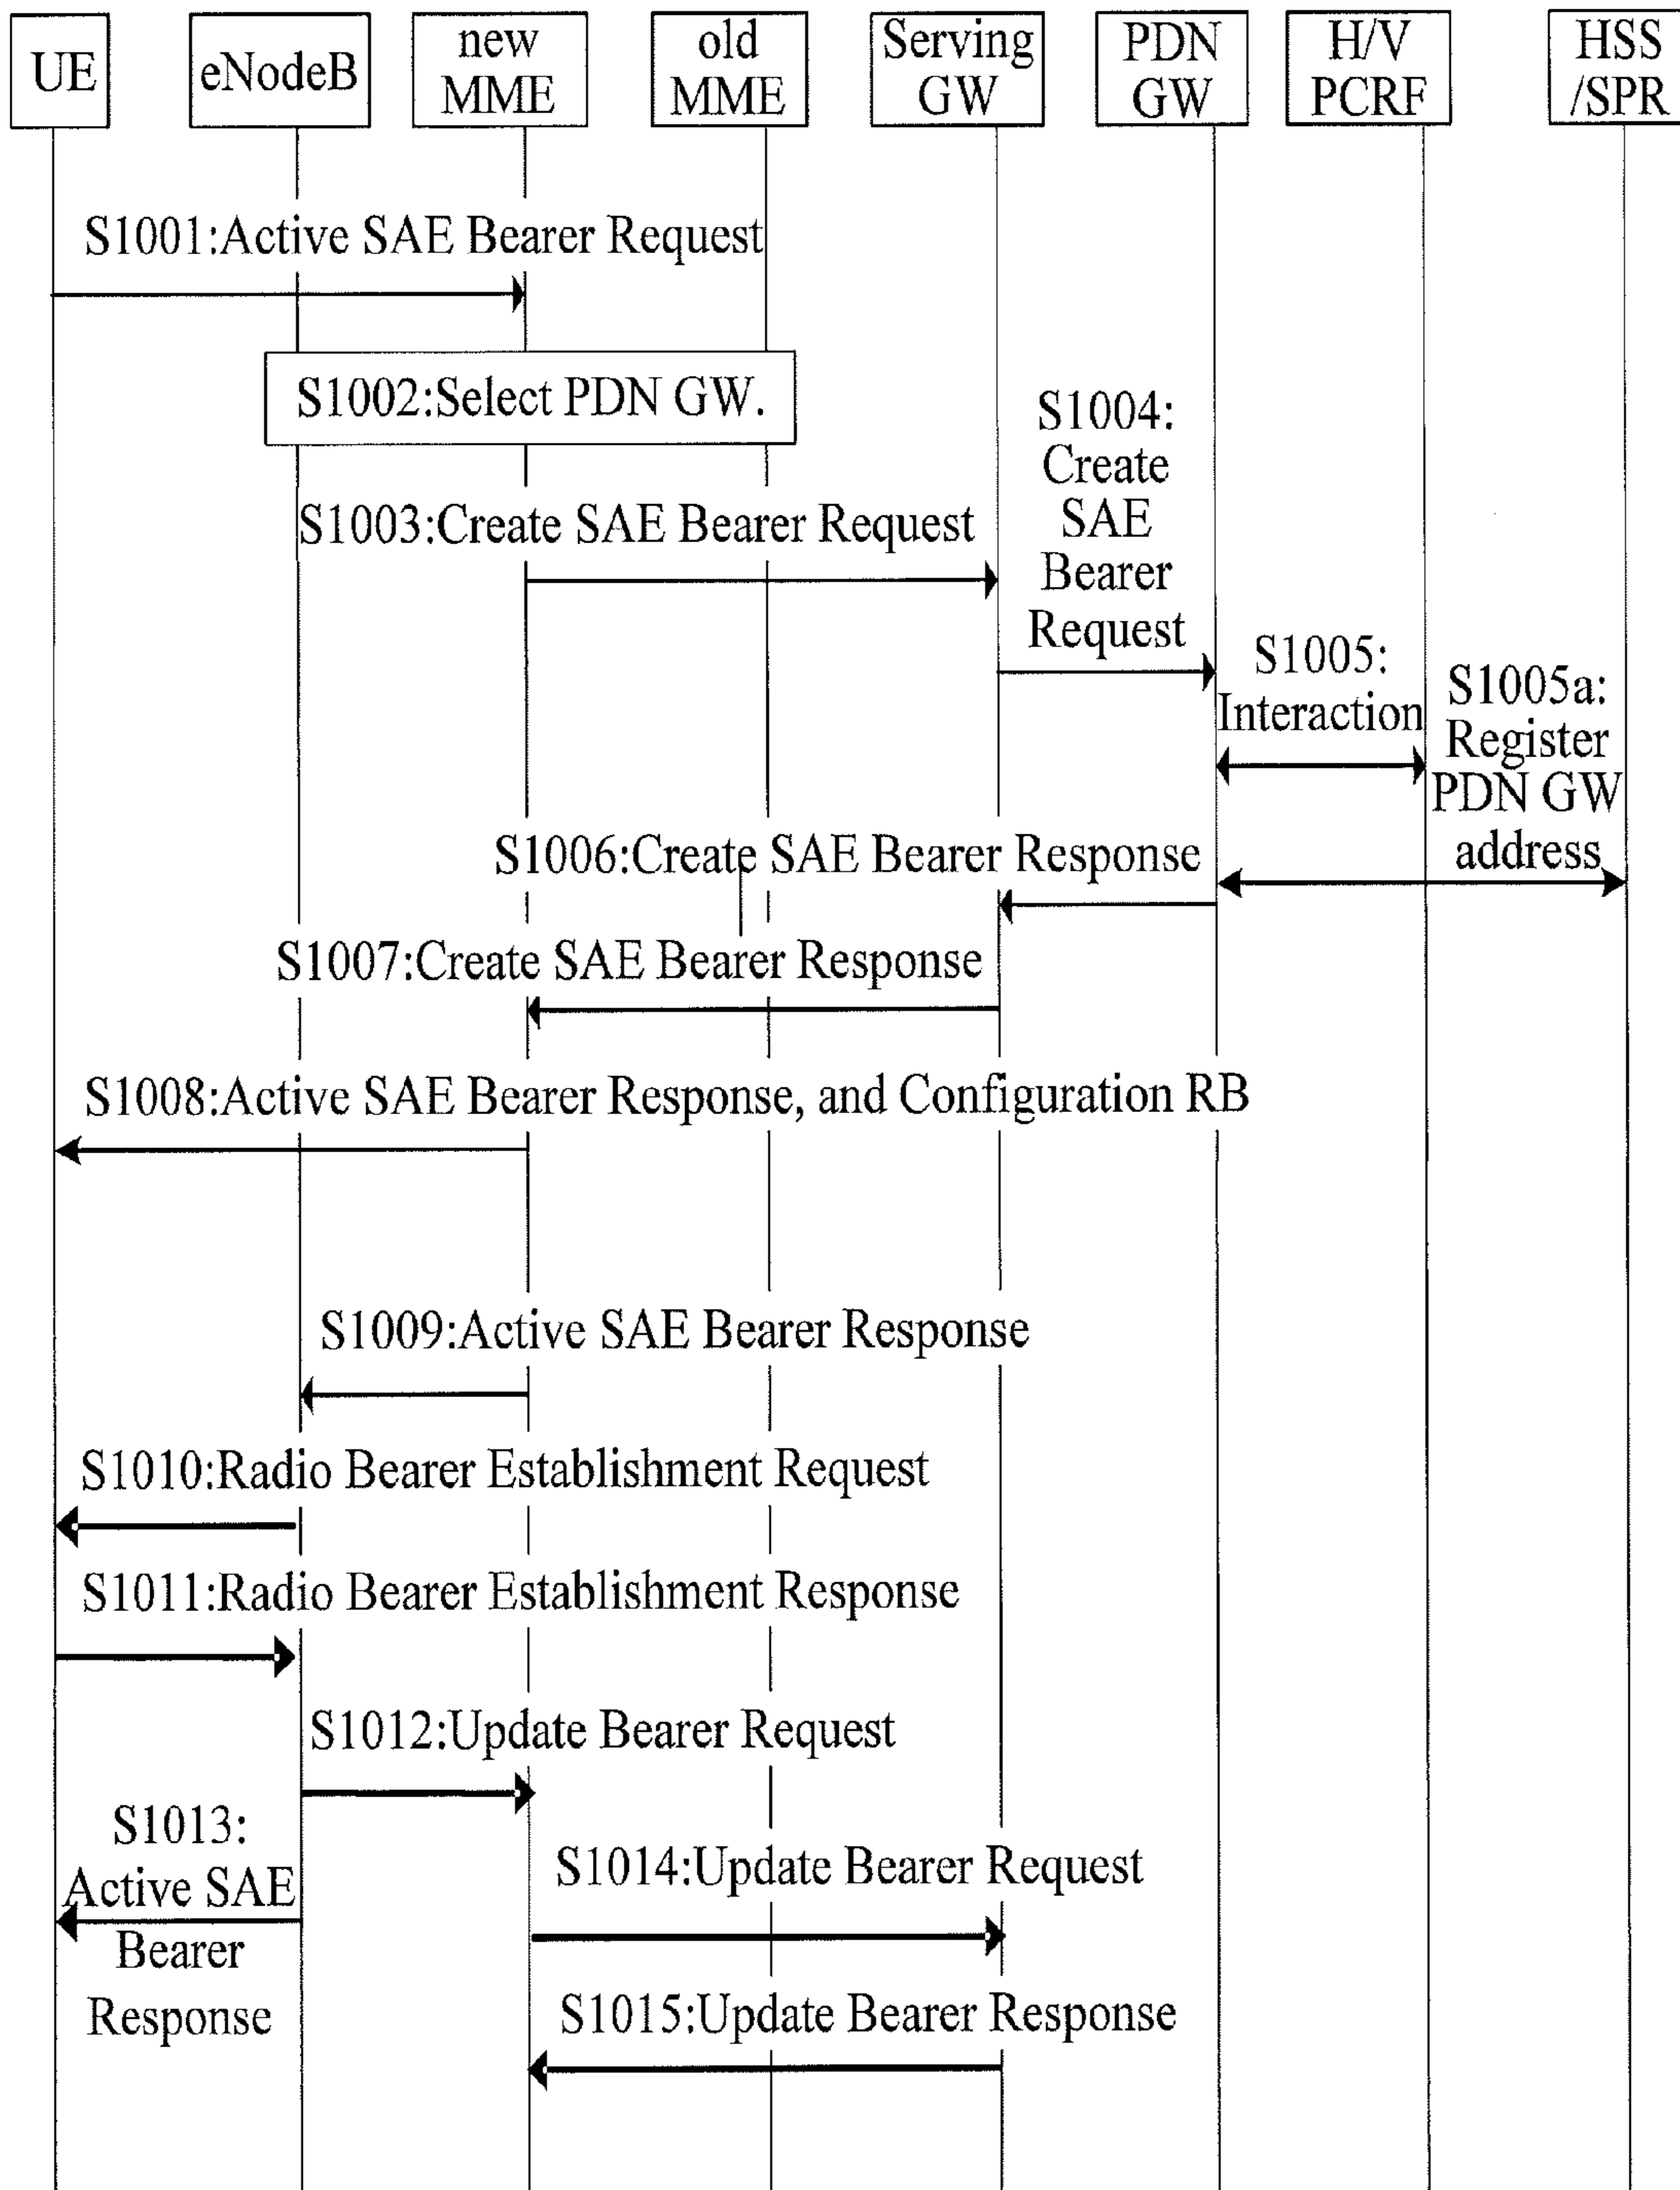 UE
eNodeB
new
MME
old
MME
Serving
GW
PDN
GW
H/V
PCRF
HSS
/SPR
S1001:Active SAE Bearer Request
S1002:Select PDN GW.
S1003:Create SAE Bearer Request
S1004:
Create
SAE
Bearer
Request
S1005:
Interaction
S1005a:
Register
PDN GW
address
S1006:Create SAE Bearer Response
S1007:Create SAE Bearer Response
S1008:Active SAE Bearer Response, and Configuration RB
S1009:Active SAE Bearer Response
S1010:Radio Bearer Establishment Request
S1011:Radio Bearer Establishment Response
S1012:Update Bearer Request
S1013:
Active SAE
Bearer
Response
S1014:Update Bearer Request
S1015:Update Bearer Response